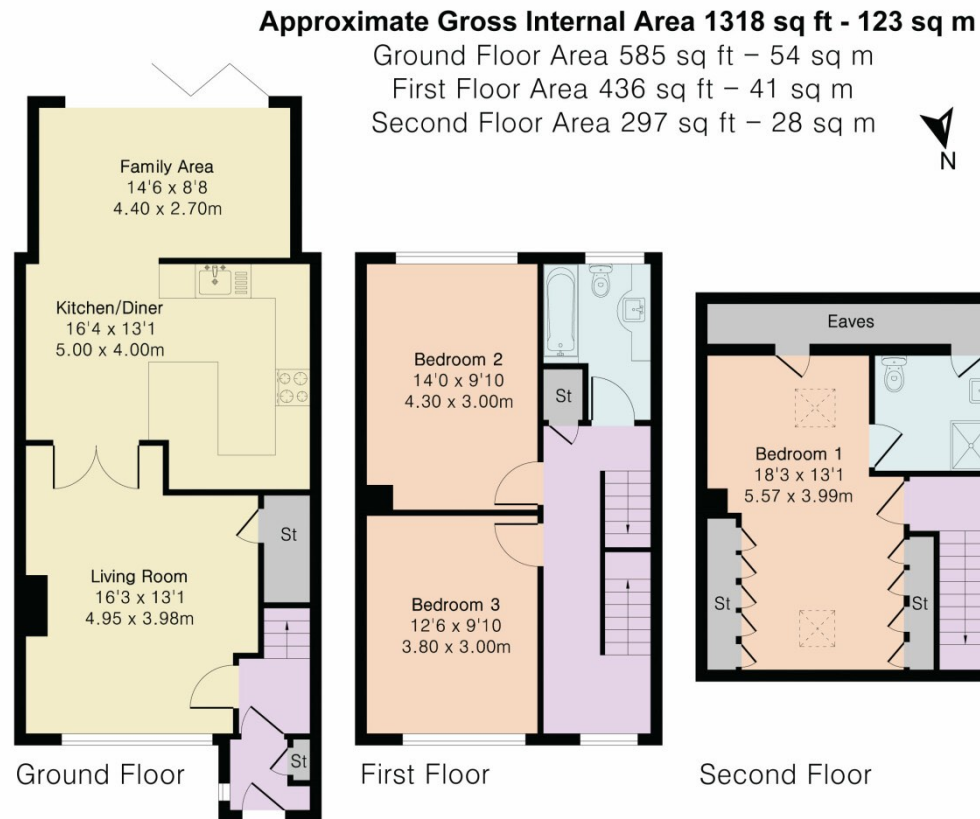 Approximate Gross Internal Area 1318 sq ft - 123 sq m
Ground Floor Area 585 sq ft – 54 sq m
First Floor Area 436 sq ft – 41 sq m
Second Floor Area 297 sq ft – 28 sq m
N
Family Area
14'6 x 8'8
4.40 x 2.70m
Kitchen/Diner
16'4 x 13'1
5.00 x 4.00m
St
Living Room
16'3 x 13'1
4.95 x 3.98m
St
Ground Floor
Bedroom 2
14'0 x 9'10
4.30 x 3.00m
St
Bedroom 3
12'6 x 9'10
3.80 x 3.00m
First Floor
Eaves
Bedroom 1
18'3 x 13'1
5.57 x 3.99m
St
St
Second Floor